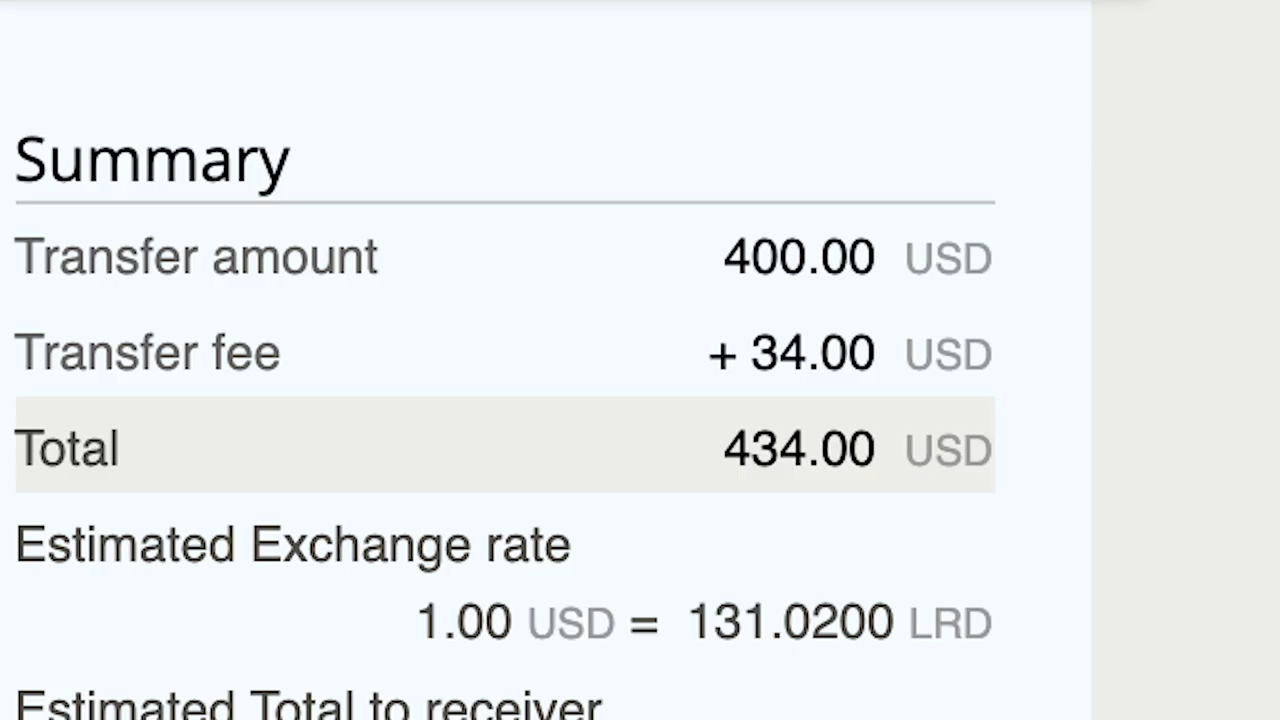 Summary
Transfer amount 400.00 USD
Transfer fee + 34.00 USD
Total 434.00 USD
Estimated Exchange rate
1.00 USD = 131.0200 LRD
Estimated Total to receiver